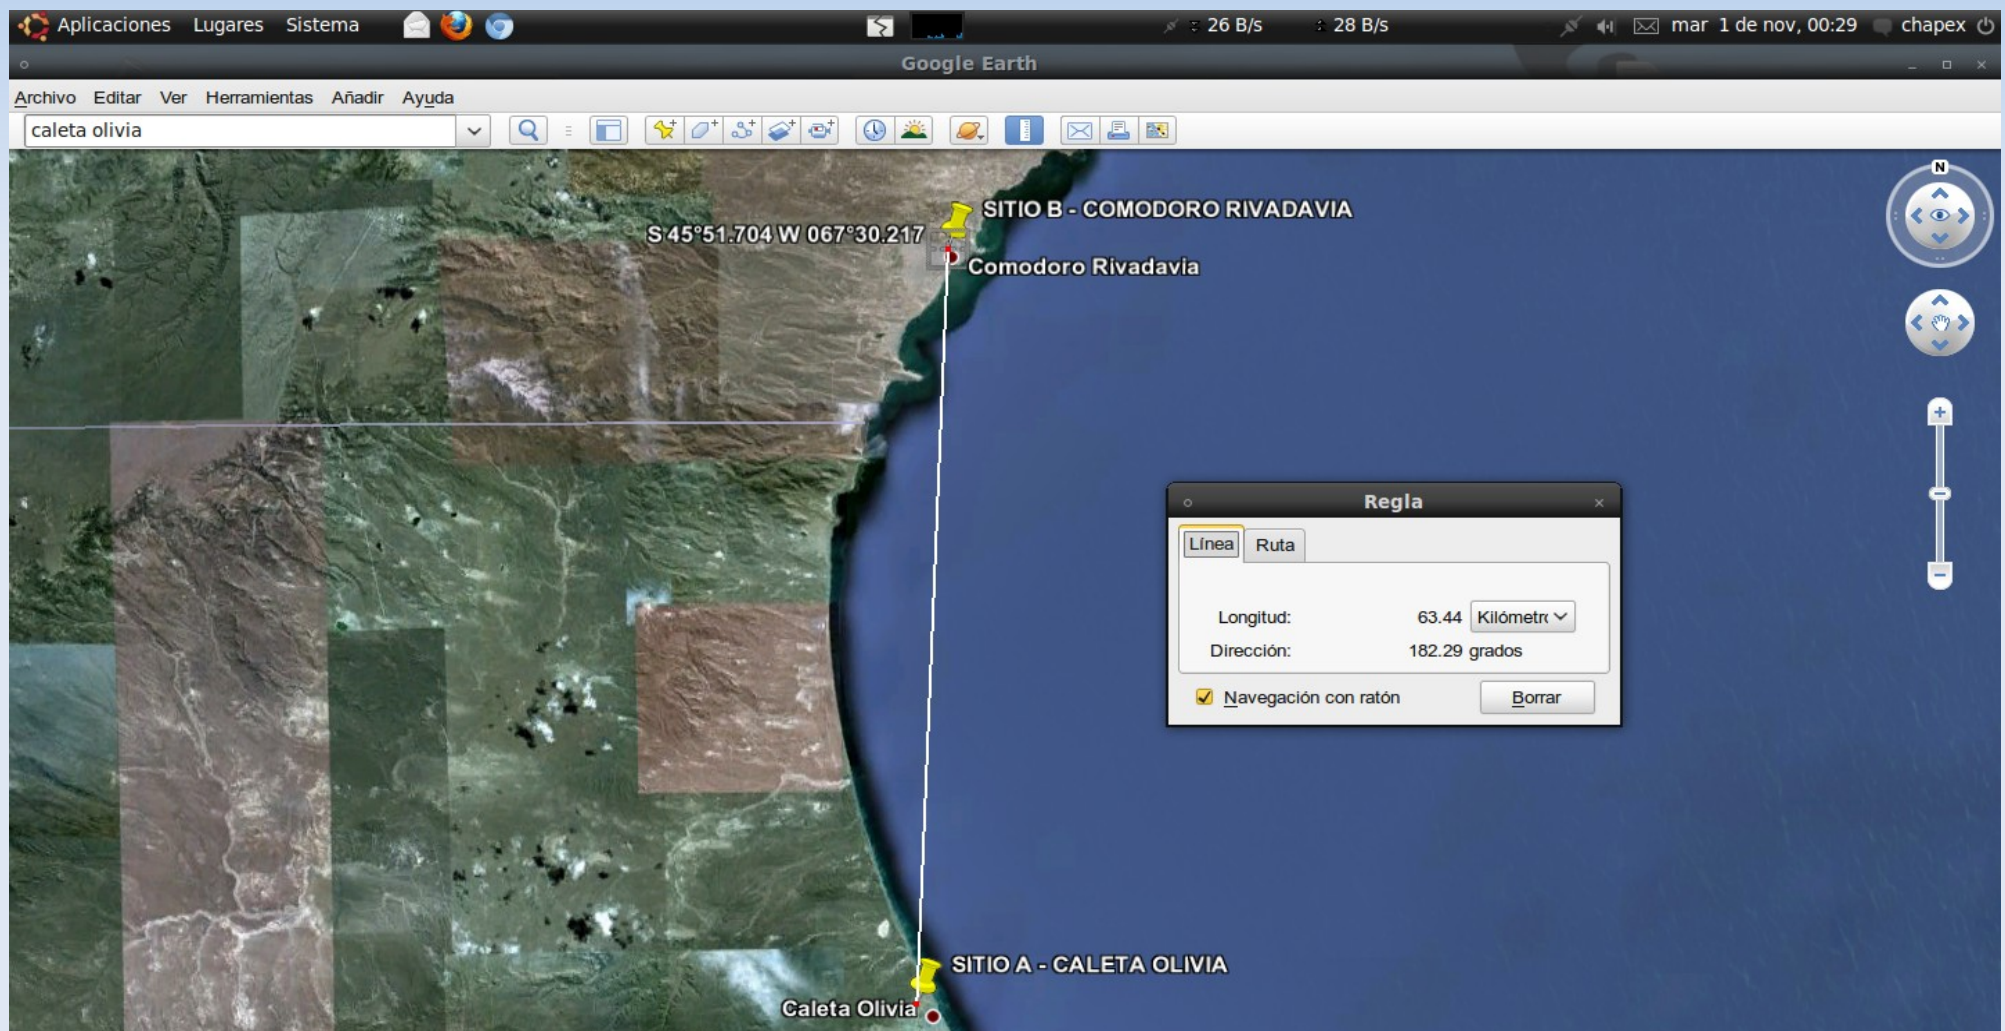 Aplicaciones Lugares Sistema 26 B/s 28 B/s mar 1 de nov, 00:29 chapex
Google Earth
Archivo Editar Ver Herramientas Añadir Ayuda
caleta olivia
N
SITIO B - COMODORO RIVADAVIA
S 45°51.704 W 067°30.217
Comodoro Rivadavia
Regla
Línea Ruta
Longitud: 63.44 Kilómetro
Dirección: 182.29 grados
Navegación con ratón Borrar
SITIO A - CALETA OLIVIA
Caleta Olivia